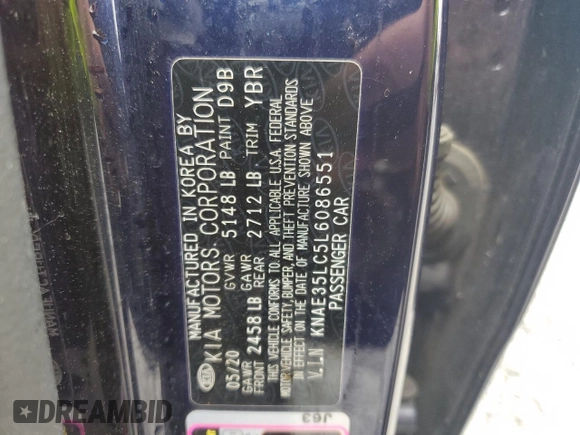 MANUFACTURED IN KOREA BY
KIA MOTORS CORPORATION
05/20 GVWR 5148 LB PAINT D9B
GAWR FRONT 2458 LB GAWR REAR 2712 LB TRIM YBR
THIS VEHICLE CONFORMS TO ALL APPLICABLE U.S.A. FEDERAL
MOTOR VEHICLE SAFETY, BUMPER, AND THEFT PREVENTION STANDARDS
IN EFFECT ON THE DATE OF MANUFACTURE SHOWN ABOVE
V.I.N KNAE35LC5L6086551
PASSENGER CAR
J63
DREAMBID